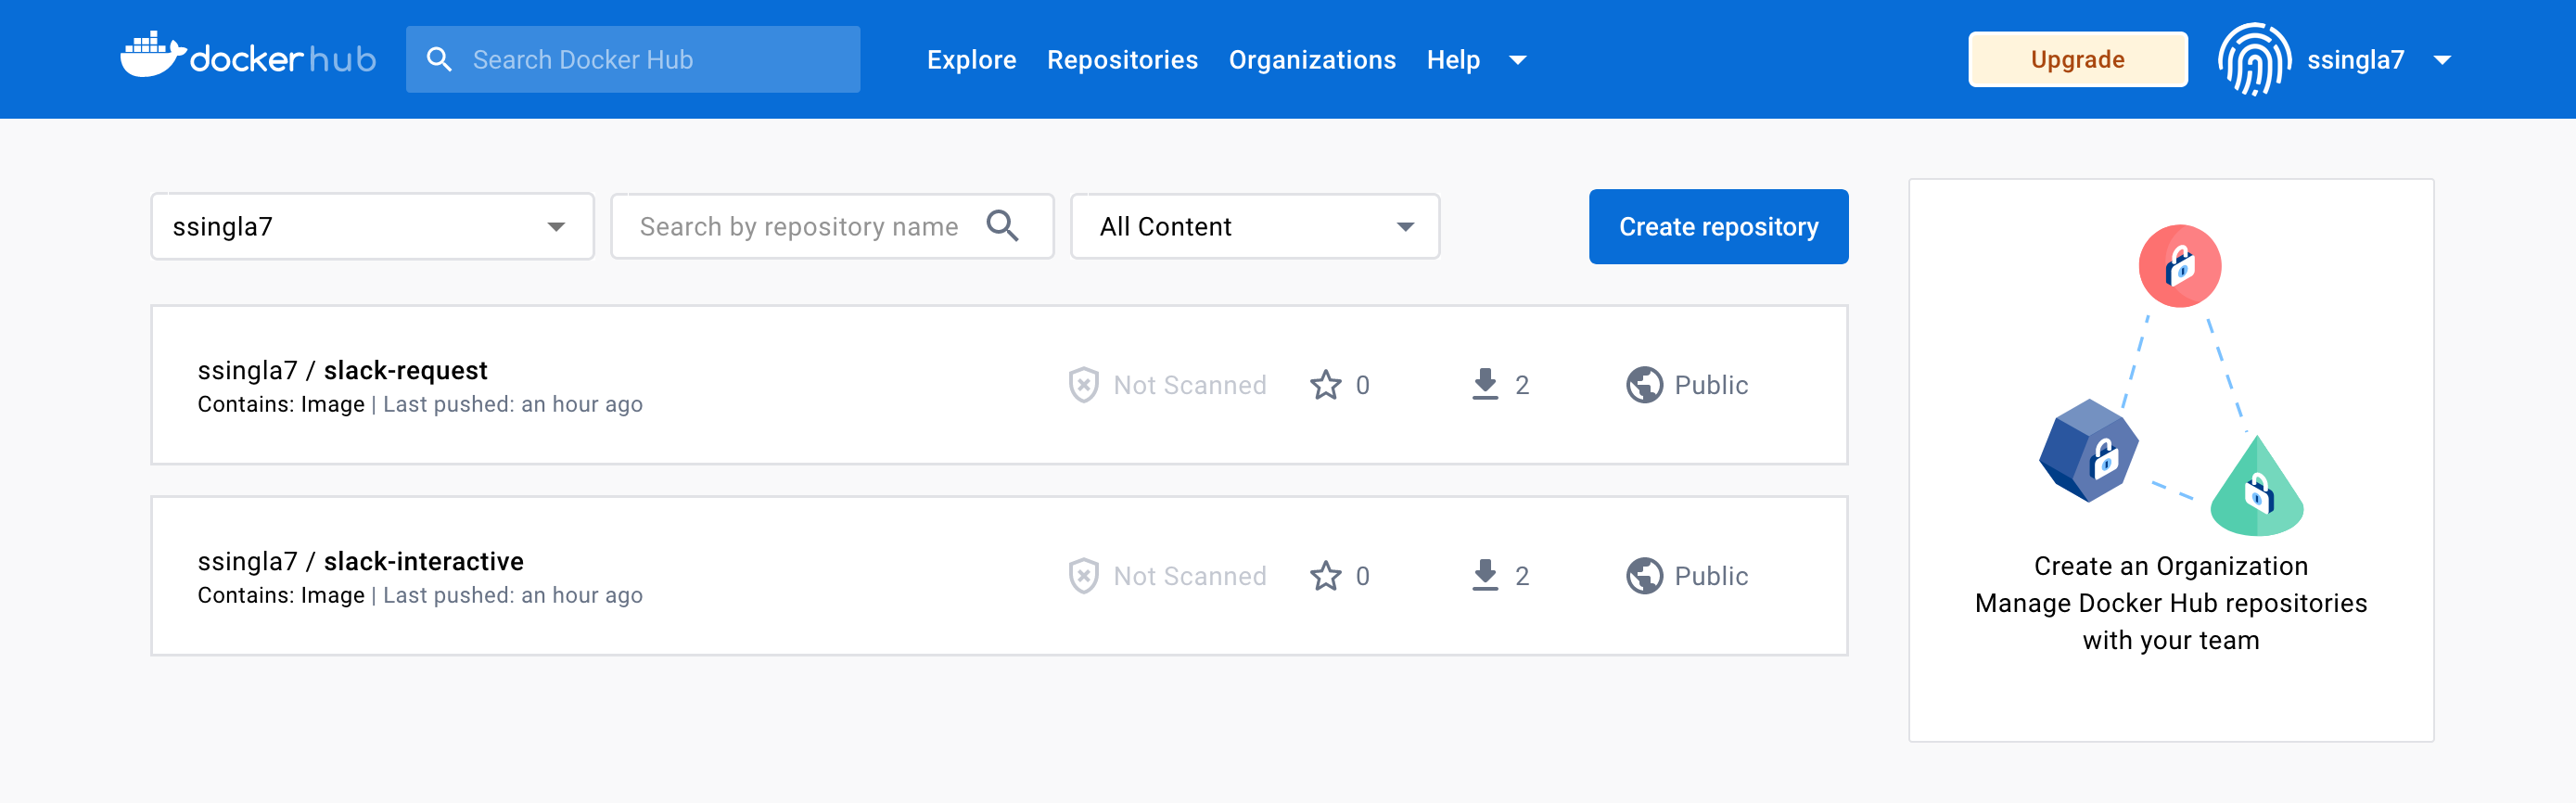 docker hub Search Docker Hub Explore Repositories Organizations Help Upgrade ssingla7
ssingla7 Search by repository name All Content Create repository
ssingla7 / slack-request
Contains: Image | Last pushed: an hour ago
Not Scanned 0 2 Public
ssingla7 / slack-interactive
Contains: Image | Last pushed: an hour ago
Not Scanned 0 2 Public
Create an Organization
Manage Docker Hub repositories
with your team